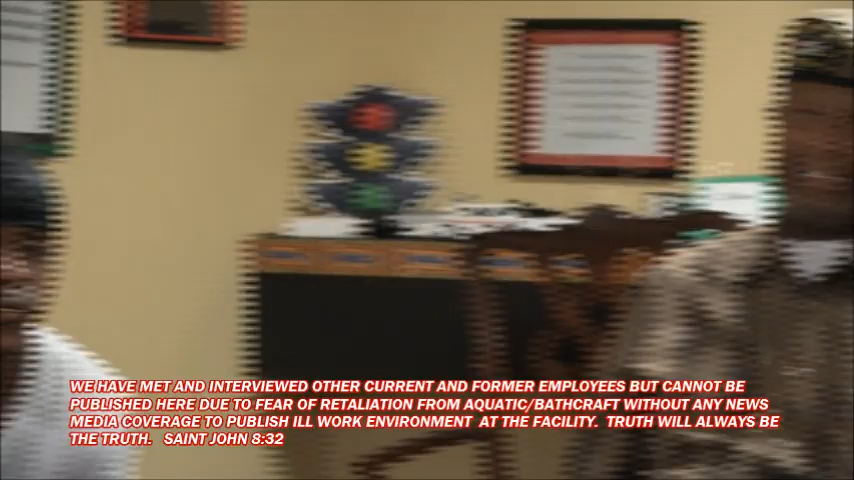 WE HAVE MET AND INTERVIEWED OTHER CURRENT AND FORMER EMPLOYEES BUT CANNOT BE
PUBLISHED HERE DUE TO FEAR OF RETALIATION FROM AQUATIC/BATHCRAFT WITHOUT ANY NEWS
MEDIA COVERAGE TO PUBLISH ILL WORK ENVIRONMENT AT THE FACILITY. TRUTH WILL ALWAYS BE
THE TRUTH. SAINT JOHN 8:32